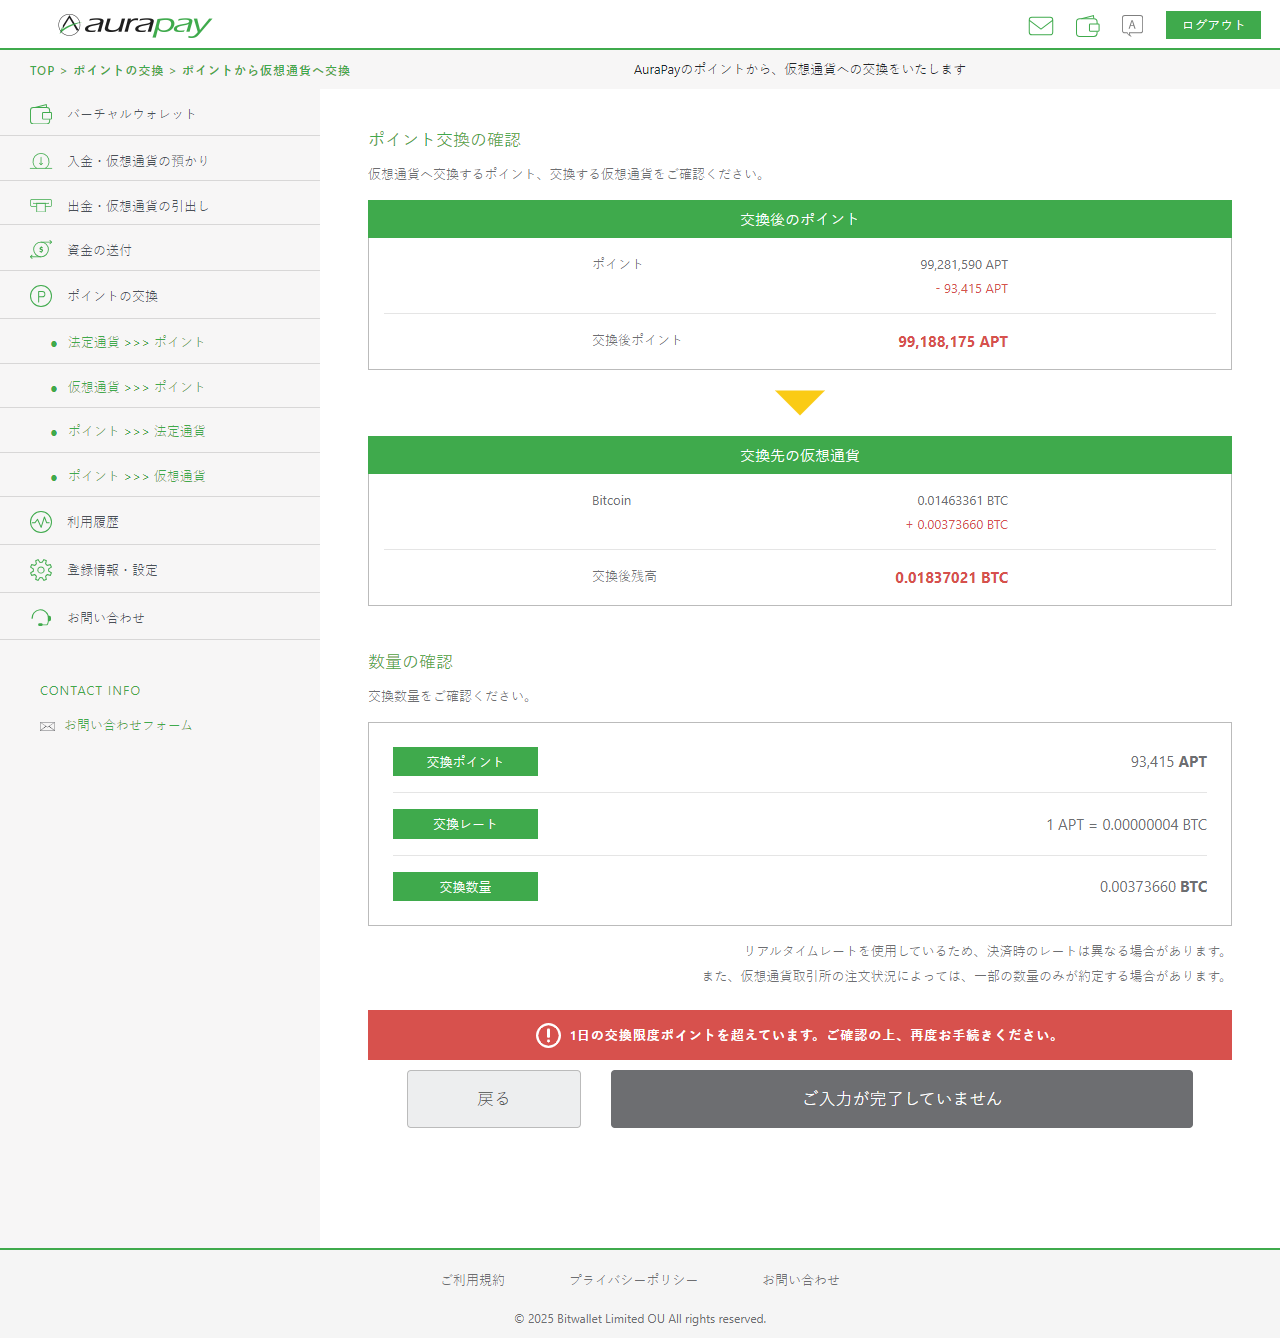 aurapay
A
ログアウト
TOP > ポイントの交換 > ポイントから仮想通貨へ交換
AuraPayのポイントから、仮想通貨への交換をいたします
バーチャルウォレット
入金・仮想通貨の預かり
出金・仮想通貨の引出し
$
資金の送付
P
ポイントの交換
法定通貨 >>> ポイント
仮想通貨 >>> ポイント
ポイント >>> 法定通貨
ポイント >>> 仮想通貨
利用履歴
登録情報・設定
お問い合わせ
CONTACT INFO
お問い合わせフォーム
ポイント交換の確認
仮想通貨へ交換するポイント、交換する仮想通貨をご確認ください。
交換後のポイント
ポイント 99,281,590 APT
- 93,415 APT
交換後ポイント 99,188,175 APT
交換先の仮想通貨
Bitcoin 0.01463361 BTC
+ 0.00373660 BTC
交換後残高 0.01837021 BTC
数量の確認
交換数量をご確認ください。
交換ポイント 93,415 APT
交換レート 1 APT = 0.00000004 BTC
交換数量 0.00373660 BTC
リアルタイムレートを使用しているため、決済時のレートは異なる場合があります。
また、仮想通貨取引所の注文状況によっては、一部の数量のみが約定する場合があります。
1日の交換限度ポイントを超えています。ご確認の上、再度お手続きください。
戻る
ご入力が完了していません
ご利用規約 プライバシーポリシー お問い合わせ
© 2025 Bitwallet Limited OU All rights reserved.